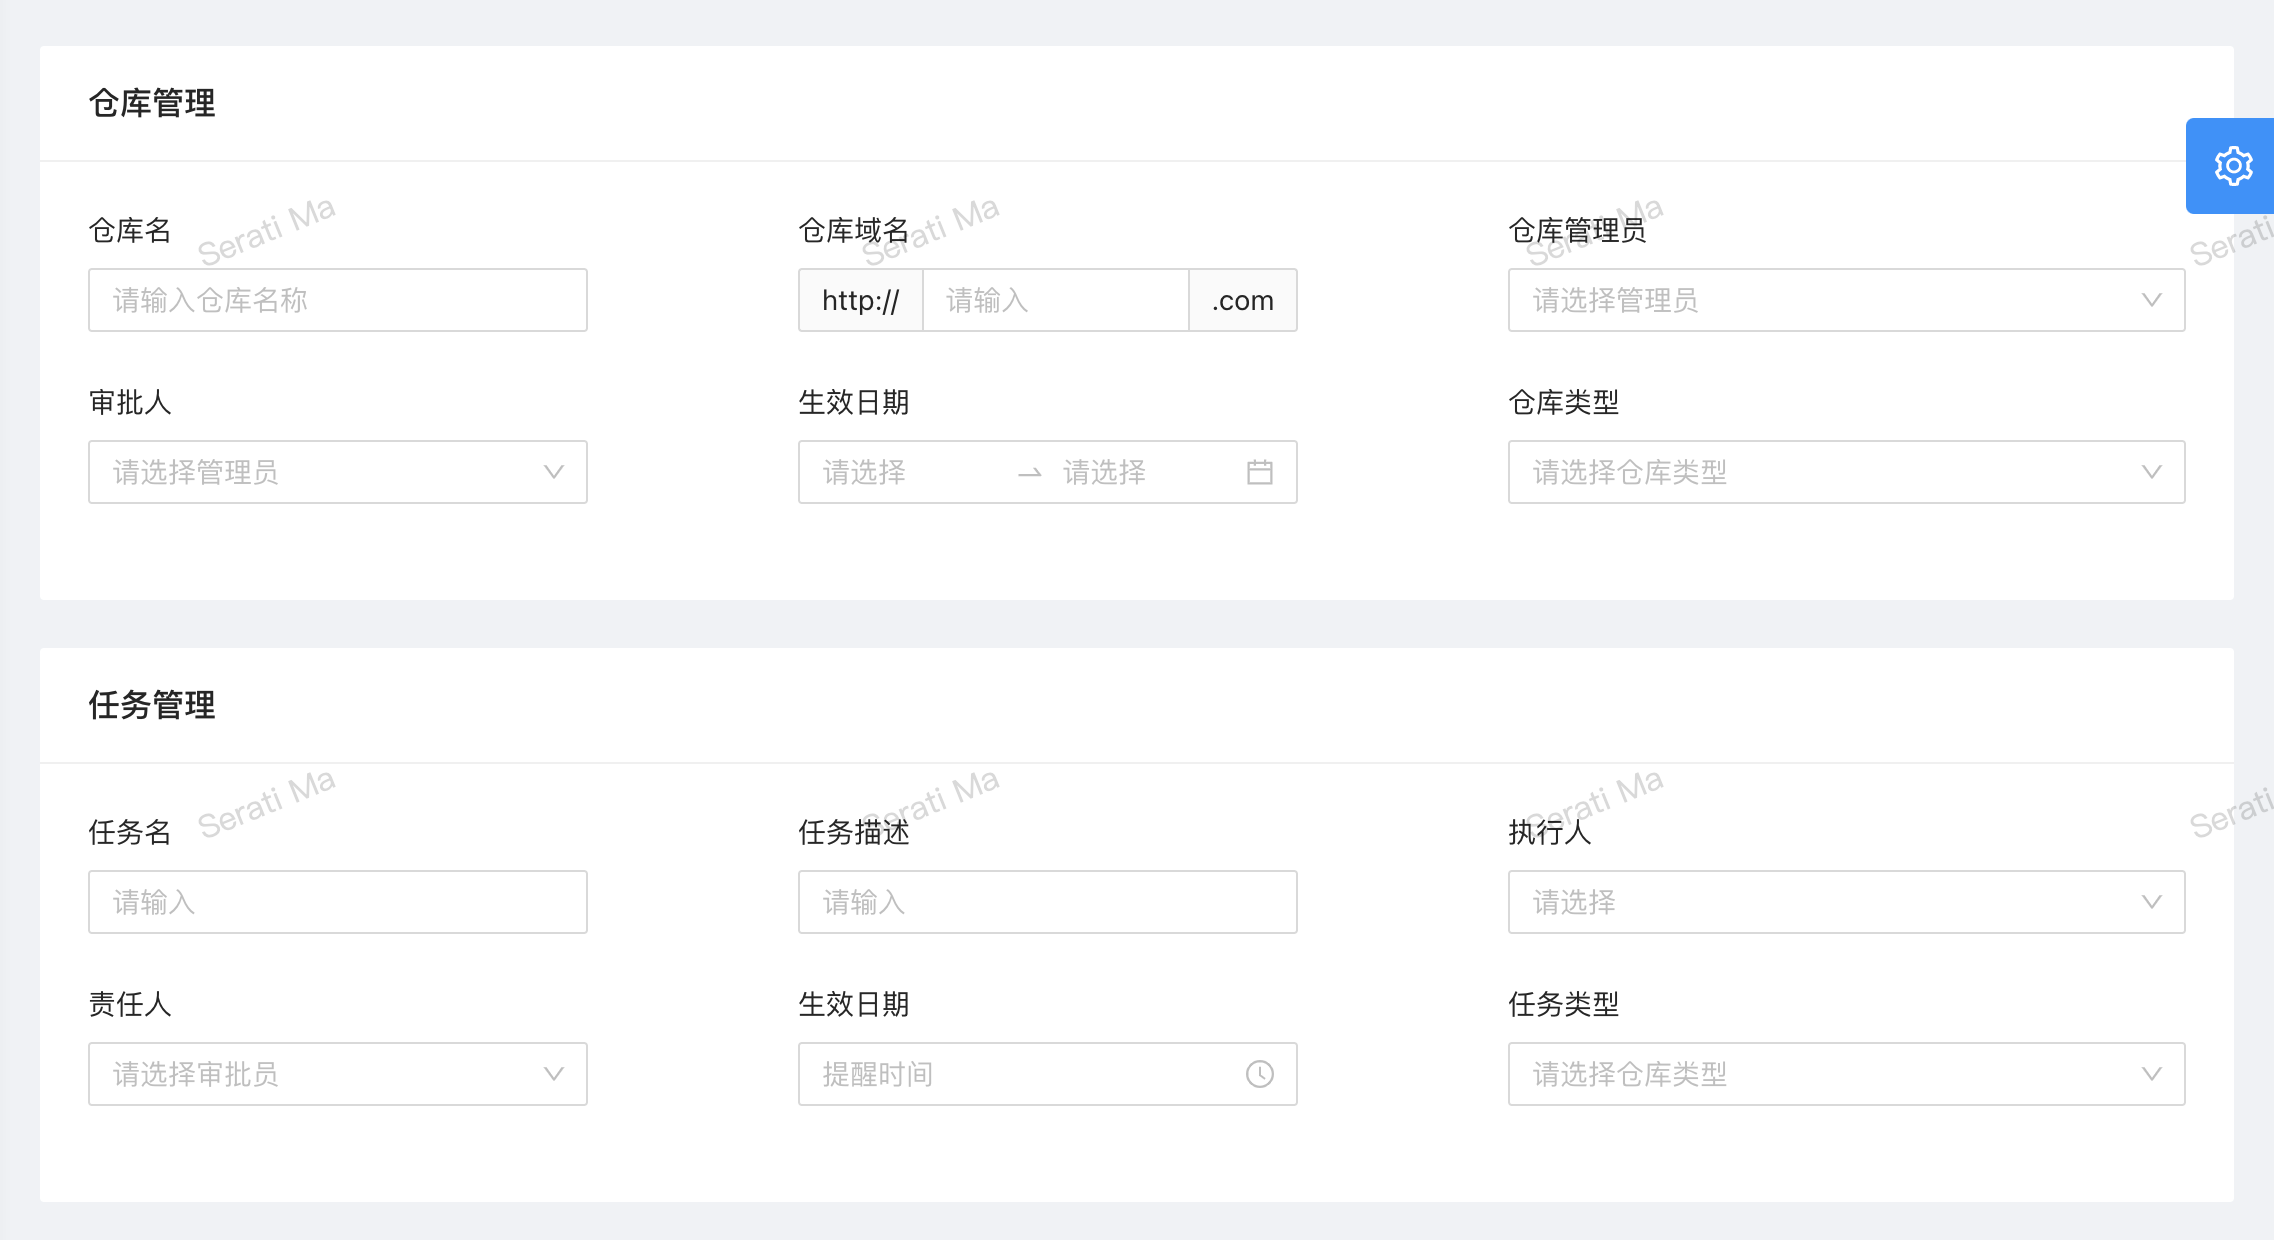 仓库管理
仓库名 仓库域名 仓库管理员
请输入仓库名称 http:// 请输入 .com 请选择管理员
审批人 生效日期 仓库类型
请选择管理员 请选择 请选择 请选择仓库类型
任务管理
任务名 任务描述 执行人
请输入 请输入 请选择
责任人 生效日期 任务类型
请选择审批员 提醒时间 请选择仓库类型
Serati Ma Serati Ma Serati Ma Serati
Serati Ma Serati Ma Serati Ma Serati